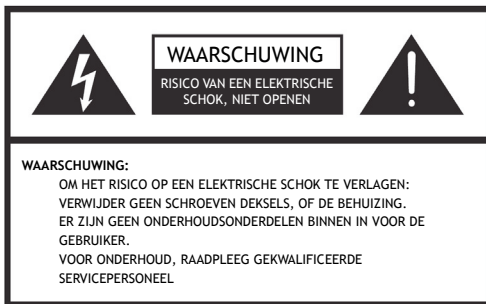 WAARSCHUWING
RISICO VAN EEN ELEKTRISCHE
SCHOK, NIET OPENEN
WAARSCHUWING:
OM HET RISICO OP EEN ELEKTRISCHE SCHOK TE VERLAGEN:
VERWIJDER GEEN SCHROEVEN DEKSELS, OF DE BEHUIZING.
ER ZIJN GEEN ONDERHOUDSONDERDELEN BINNEN IN VOOR DE
GEBRUIKER.
VOOR ONDERHOUD, RAADPLEEG GEKWALIFICEERDE
SERVICEPERSONEEL